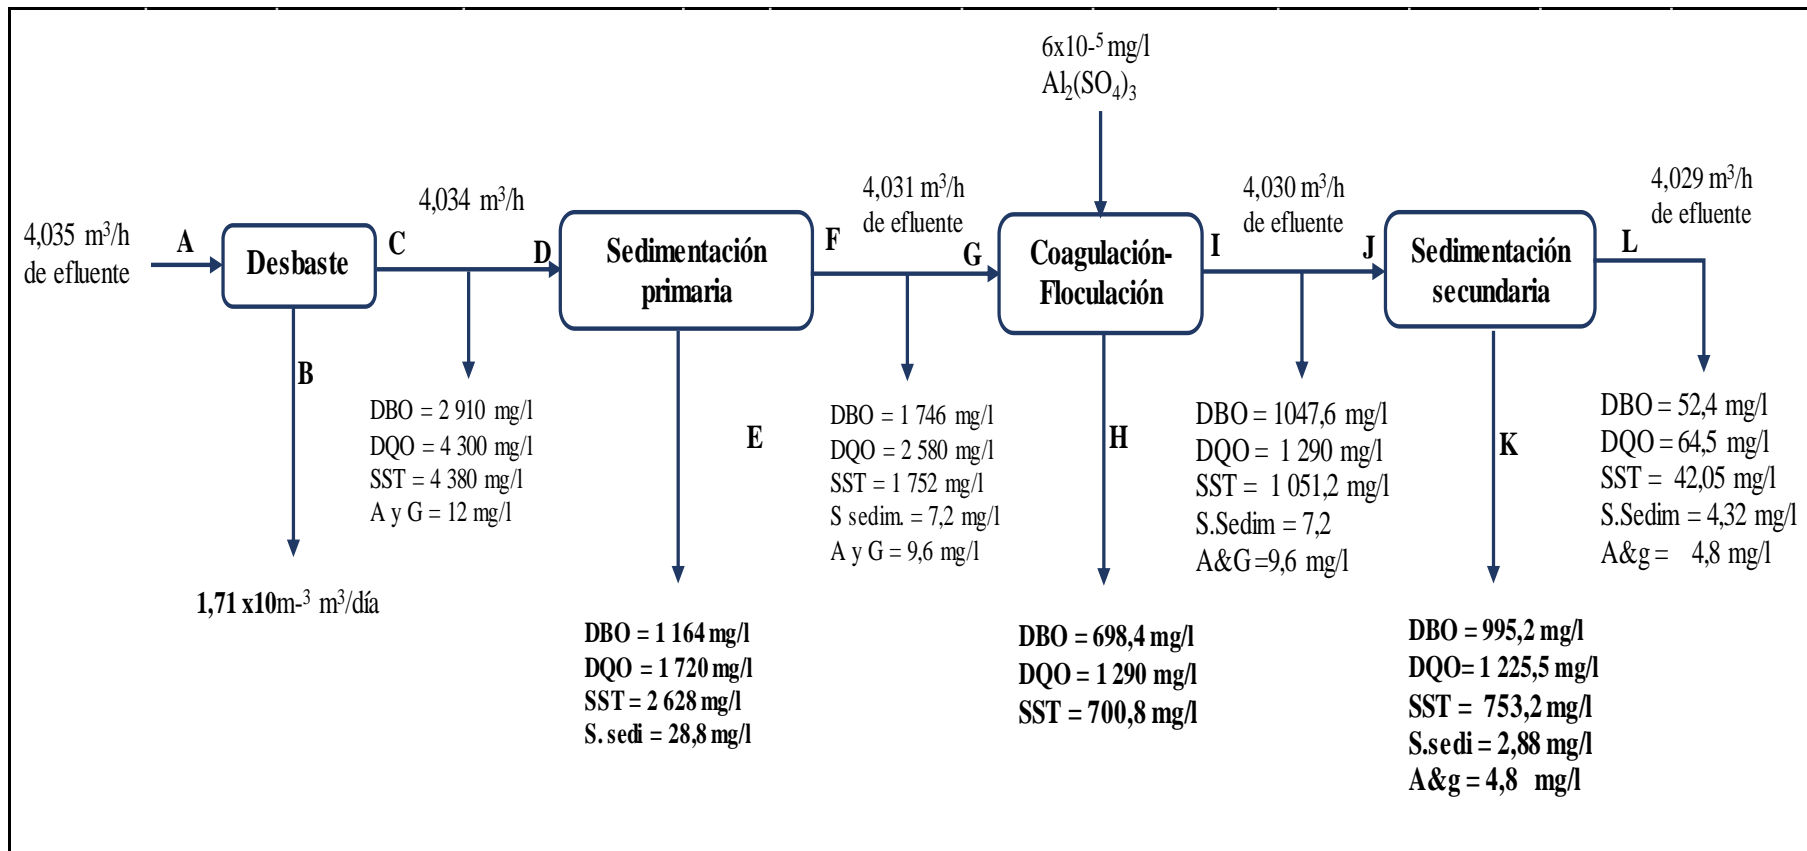 6x10-⁵ mg/l
Al₂(SO₄)₃
4,035 m³/h
de efluente
A
Desbaste
C
4,034 m³/h
D
Sedimentación
primaria
F
4,031 m³/h
de efluente
G
Coagulación-
Floculación
I
4,030 m³/h
de efluente
J
Sedimentación
secundaria
L
4,029 m³/h
de efluente
B
1,71 x10m-³ m³/día
DBO = 2 910 mg/l
DQO = 4 300 mg/l
SST = 4 380 mg/l
A y G = 12 mg/l
E
DBO = 1 164 mg/l
DQO = 1 720 mg/l
SST = 2 628 mg/l
S. sedi = 28,8 mg/l
DBO = 1 746 mg/l
DQO = 2 580 mg/l
SST = 1 752 mg/l
S sedim. = 7,2 mg/l
A y G = 9,6 mg/l
H
DBO = 698,4 mg/l
DQO = 1 290 mg/l
SST = 700,8 mg/l
DBO = 1047,6 mg/l
DQO = 1 290 mg/l
SST = 1 051,2 mg/l
S.Sedim = 7,2
A&G =9,6 mg/l
K
DBO = 995,2 mg/l
DQO= 1 225,5 mg/l
SST = 753,2 mg/l
S.sedi = 2,88 mg/l
A&g = 4,8 mg/l
DBO = 52,4 mg/l
DQO = 64,5 mg/l
SST = 42,05 mg/l
S.Sedim = 4,32 mg/l
A&g = 4,8 mg/l